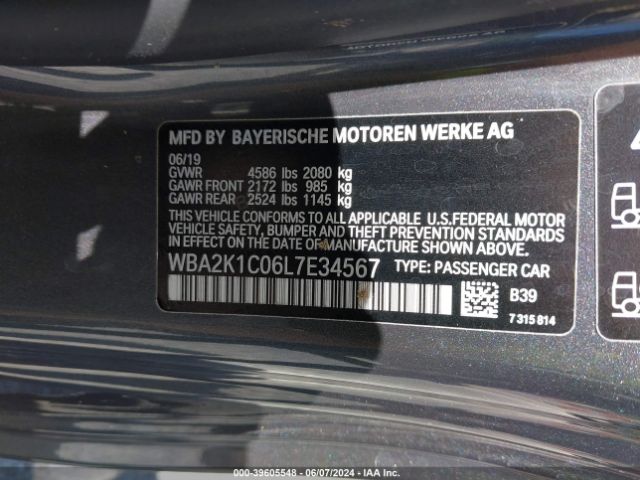 MOTOREN WERKE AG
MFD BY BAYERISCHE MOTOREN WERKE AG
06/19
GVWR 4586 lbs 2080 kg
GAWR FRONT 2172 lbs 985 kg
GAWR REAR 2524 lbs 1145 kg
THIS VEHICLE CONFORMS TO ALL APPLICABLE U.S.FEDERAL MOTOR
VEHICLE SAFETY, BUMPER AND THEFT PREVENTION STANDARDS
IN EFFECT ON THE DATE OF MANUFACTURE SHOWN ABOVE.
WBA2K1C06L7E34567 TYPE: PASSENGER CAR
B39
7 315 814
000-39605548 - 06/07/2024 - IAA Inc.